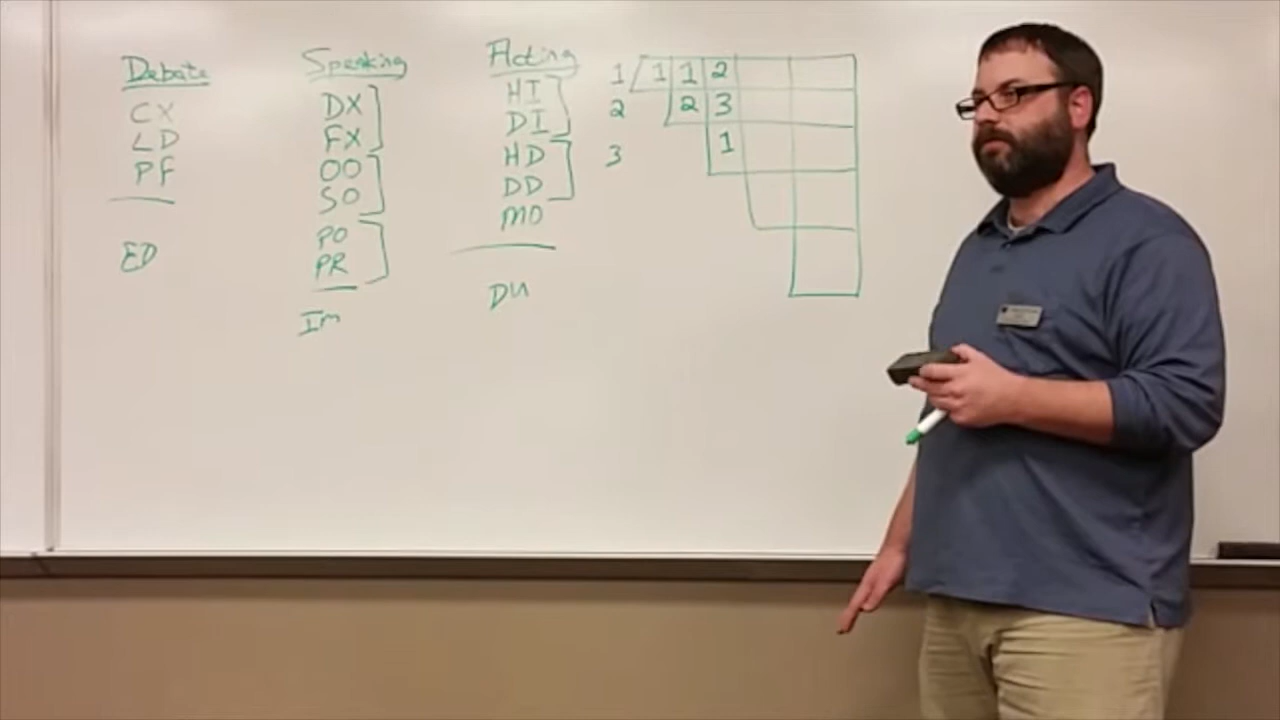 Debate
CX
LD
PF
ED
Speaking
DX
FX
OO
SO
PO
PR
Im
Acting
HI
DI
HD
DD
MO
DU
1 1 1 2
2 2 3
3 1